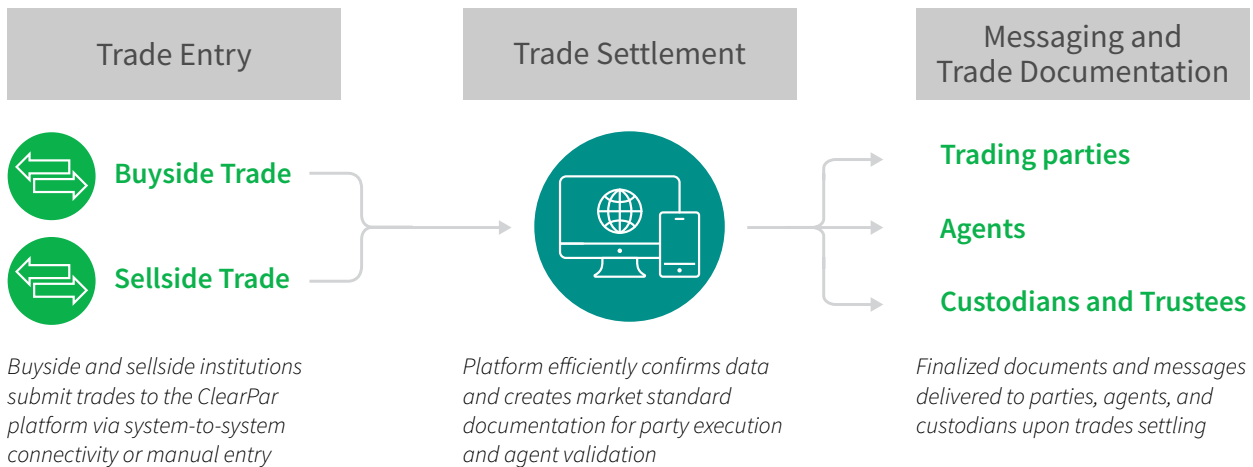 Trade Entry
Buyside Trade
Sellside Trade
Buyside and sellside institutions
submit trades to the ClearPar
platform via system-to-system
connectivity or manual entry
Trade Settlement
Platform efficiently confirms data
and creates market standard
documentation for party execution
and agent validation
Messaging and
Trade Documentation
Trading parties
Agents
Custodians and Trustees
Finalized documents and messages
delivered to parties, agents, and
custodians upon trades settling